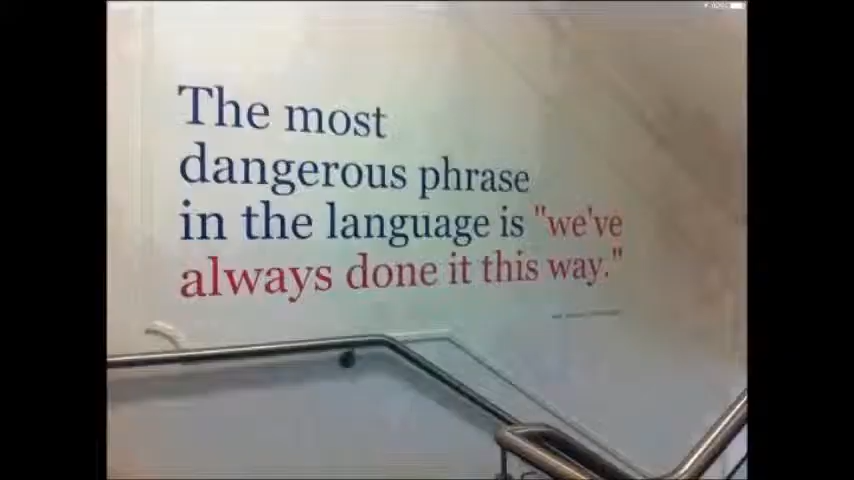 The most
dangerous phrase
in the language is "we've
always done it this way."